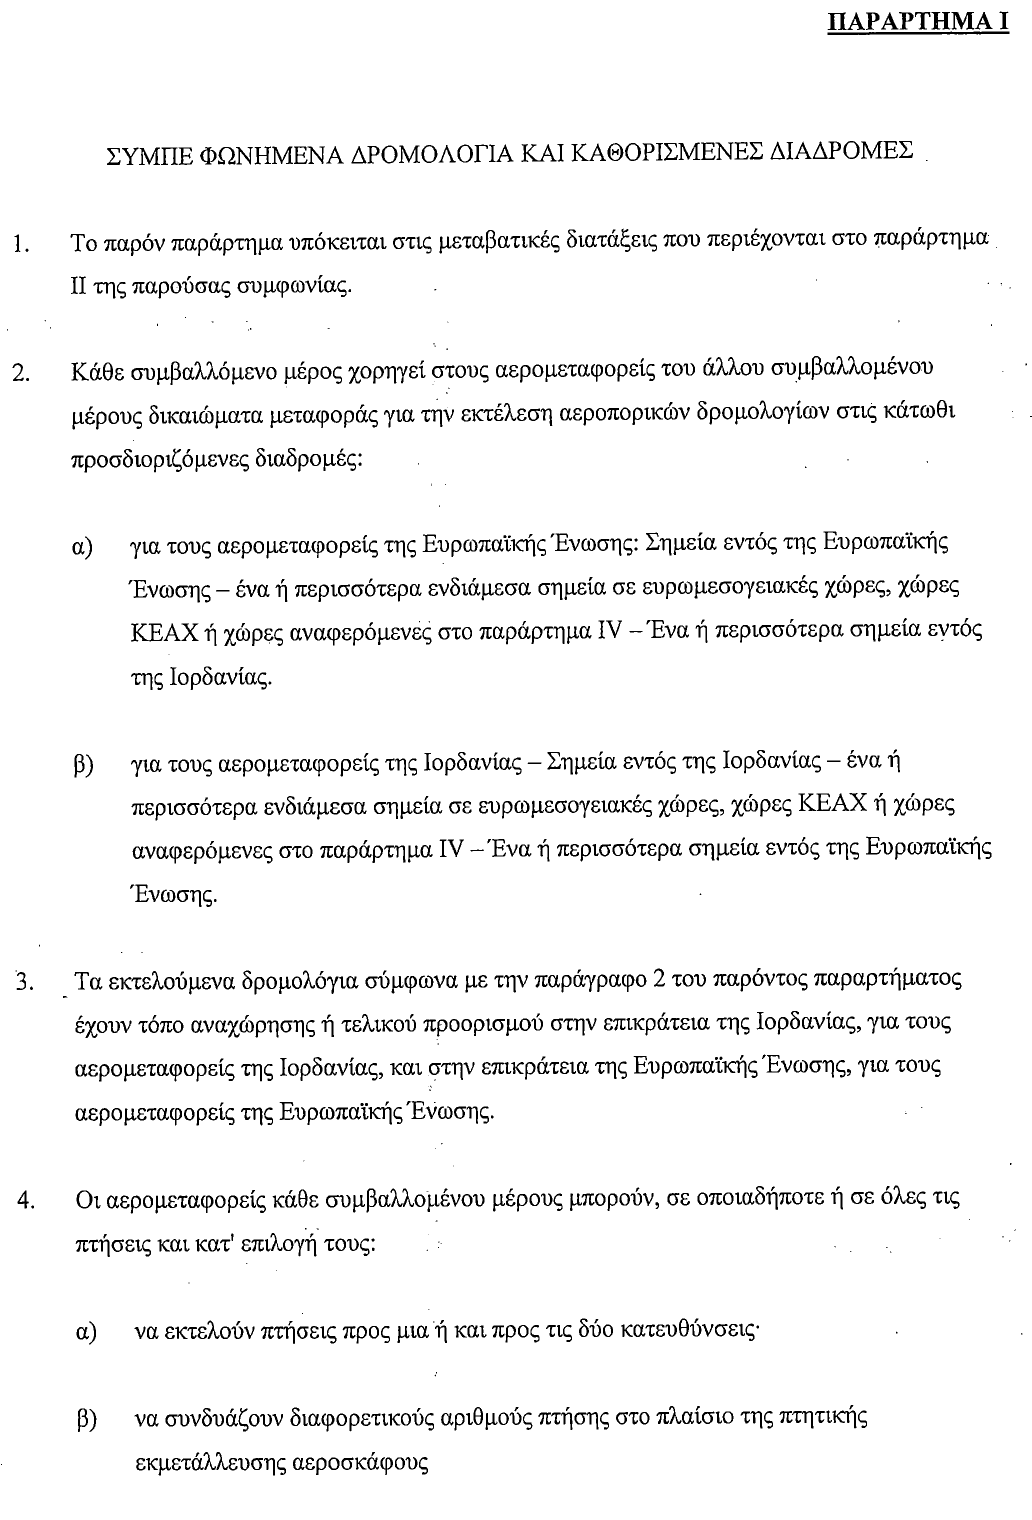 ΠΑΡΑΡΤΗΜΑ Ι
ΣΥΜΠΕ ΦΩΝΗΜΕΝΑ ΔΡΟΜΟΛΟΓΙΑ ΚΑΙ ΚΑΘΟΡΙΣΜΕΝΕΣ ΔΙΑΔΡΟΜΕΣ
1. Το παρόν παράρτημα υπόκειται στις μεταβατικές διατάξεις που περιέχονται στο παράρτημα
ΙΙ της παρούσας συμφωνίας.
2. Κάθε συμβαλλόμενο μέρος χορηγεί στους αερομεταφορείς του άλλου συμβαλλομένου
μέρους δικαιώματα μεταφοράς για την εκτέλεση αεροπορικών δρομολογίων στις κάτωθι
προσδιοριζόμενες διαδρομές:
α) για τους αερομεταφορείς της Ευρωπαϊκής Ένωσης: Σημεία εντός της Ευρωπαϊκής
Ένωσης – ένα ή περισσότερα ενδιάμεσα σημεία σε ευρωμεσογειακές χώρες, χώρες
ΚΕΑΧ ή χώρες αναφερόμενες στο παράρτημα IV – Ένα ή περισσότερα σημεία εντός
της Ιορδανίας.
β) για τους αερομεταφορείς της Ιορδανίας – Σημεία εντός της Ιορδανίας – ένα ή
περισσότερα ενδιάμεσα σημεία σε ευρωμεσογειακές χώρες, χώρες ΚΕΑΧ ή χώρες
αναφερόμενες στο παράρτημα IV – Ένα ή περισσότερα σημεία εντός της Ευρωπαϊκής
Ένωσης.
3. Τα εκτελούμενα δρομολόγια σύμφωνα με την παράγραφο 2 του παρόντος παραρτήματος
έχουν τόπο αναχώρησης ή τελικού προορισμού στην επικράτεια της Ιορδανίας, για τους
αερομεταφορείς της Ιορδανίας, και στην επικράτεια της Ευρωπαϊκής Ένωσης, για τους
αερομεταφορείς της Ευρωπαϊκής Ένωσης.
4. Οι αερομεταφορείς κάθε συμβαλλομένου μέρους μπορούν, σε οποιαδήποτε ή σε όλες τις
πτήσεις και κατ' επιλογή τους:
α) να εκτελούν πτήσεις προς μια ή και προς τις δύο κατευθύνσεις·
β) να συνδυάζουν διαφορετικούς αριθμούς πτήσης στο πλαίσιο της πτητικής
εκμετάλλευσης αεροσκάφους